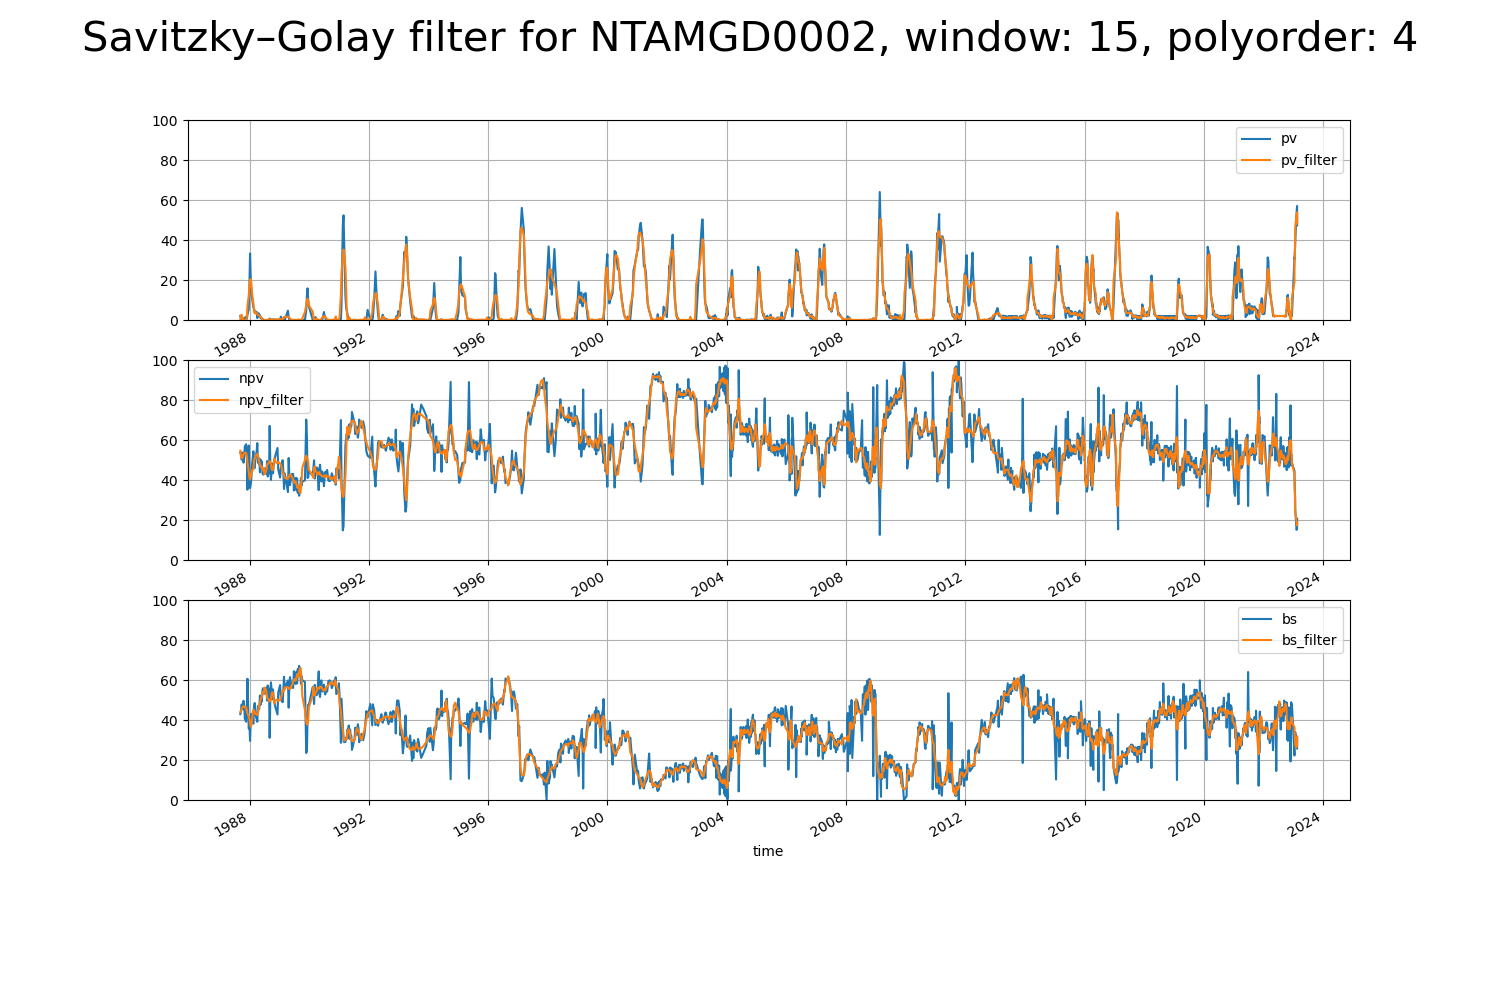 Savitzky–Golay filter for NTAMGD0002, window: 15, polyorder: 4
100
80
60
40
20
0
pv
pv_filter
1988 1992 1996 2000 2004 2008 2012 2016 2020 2024
100
80
60
40
20
0
npv
npv_filter
1988 1992 1996 2000 2004 2008 2012 2016 2020 2024
100
80
60
40
20
0
bs
bs_filter
1988 1992 1996 2000 2004 2008 2012 2016 2020 2024
time